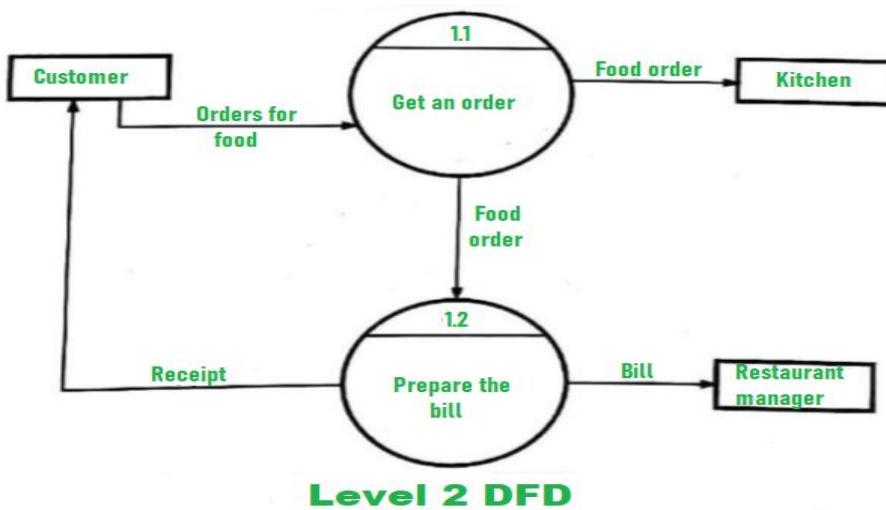 1.1
Customer
Food order
Kitchen
Get an order
Orders for
food
Food
order
1.2
Receipt
Prepare the
bill
Bill
Restaurant
manager
Level 2 DFD